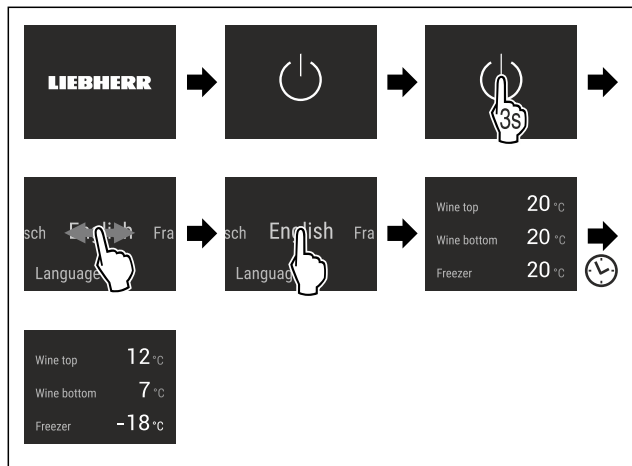 LIEBHERR
3s
sch English Fra
Language
sch English Fra
Languag
Wine top 20 °C
Wine bottom 20 °C
Freezer 20 °C
Wine top 12 °C
Wine bottom 7 °C
Freezer -18 °C